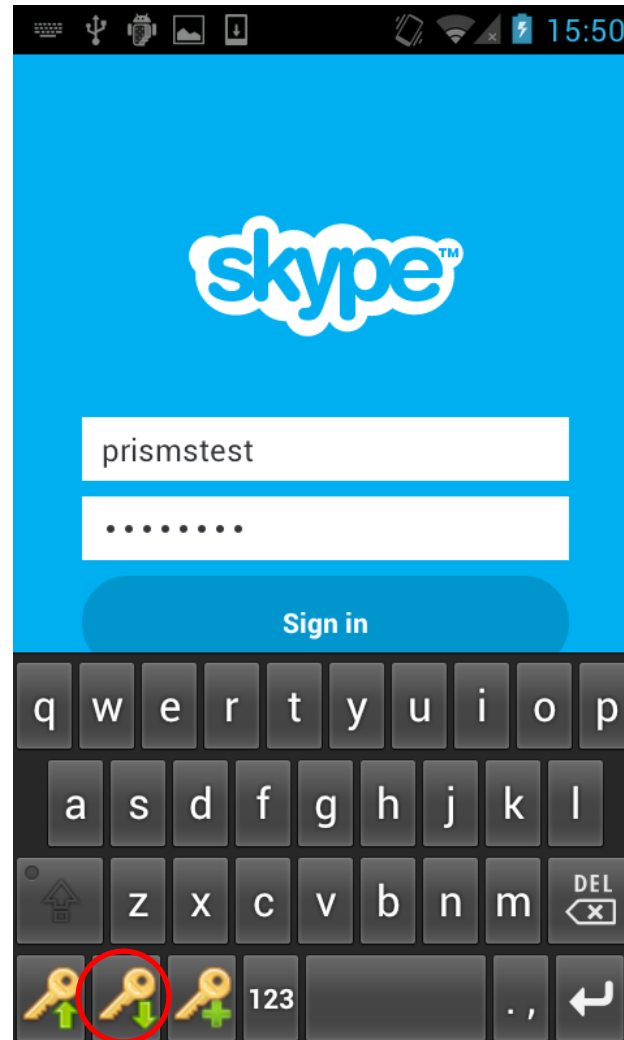 15:50
skype™
prismstest
••••••••
Sign in
q w e r t y u i o p
a s d f g h j k l
z x c v b n m DEL
123 . ,